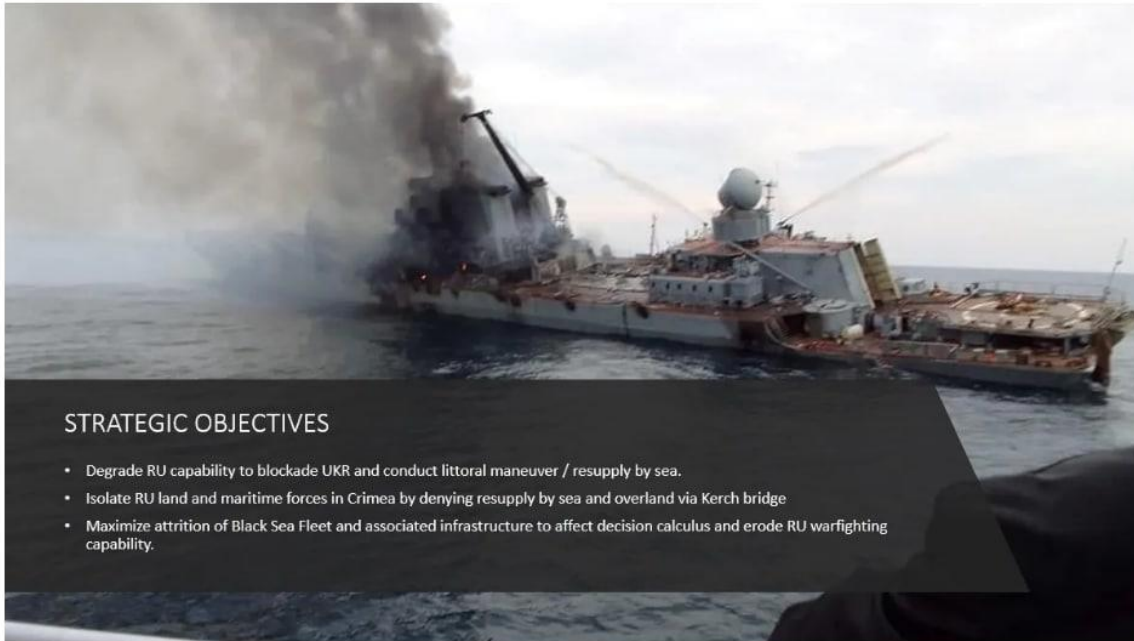 STRATEGIC OBJECTIVES
• Degrade RU capability to blockade UKR and conduct littoral maneuver / resupply by sea.
• Isolate RU land and maritime forces in Crimea by denying resupply by sea and overland via Kerch bridge
• Maximize attrition of Black Sea Fleet and associated infrastructure to affect decision calculus and erode RU warfighting
capability.